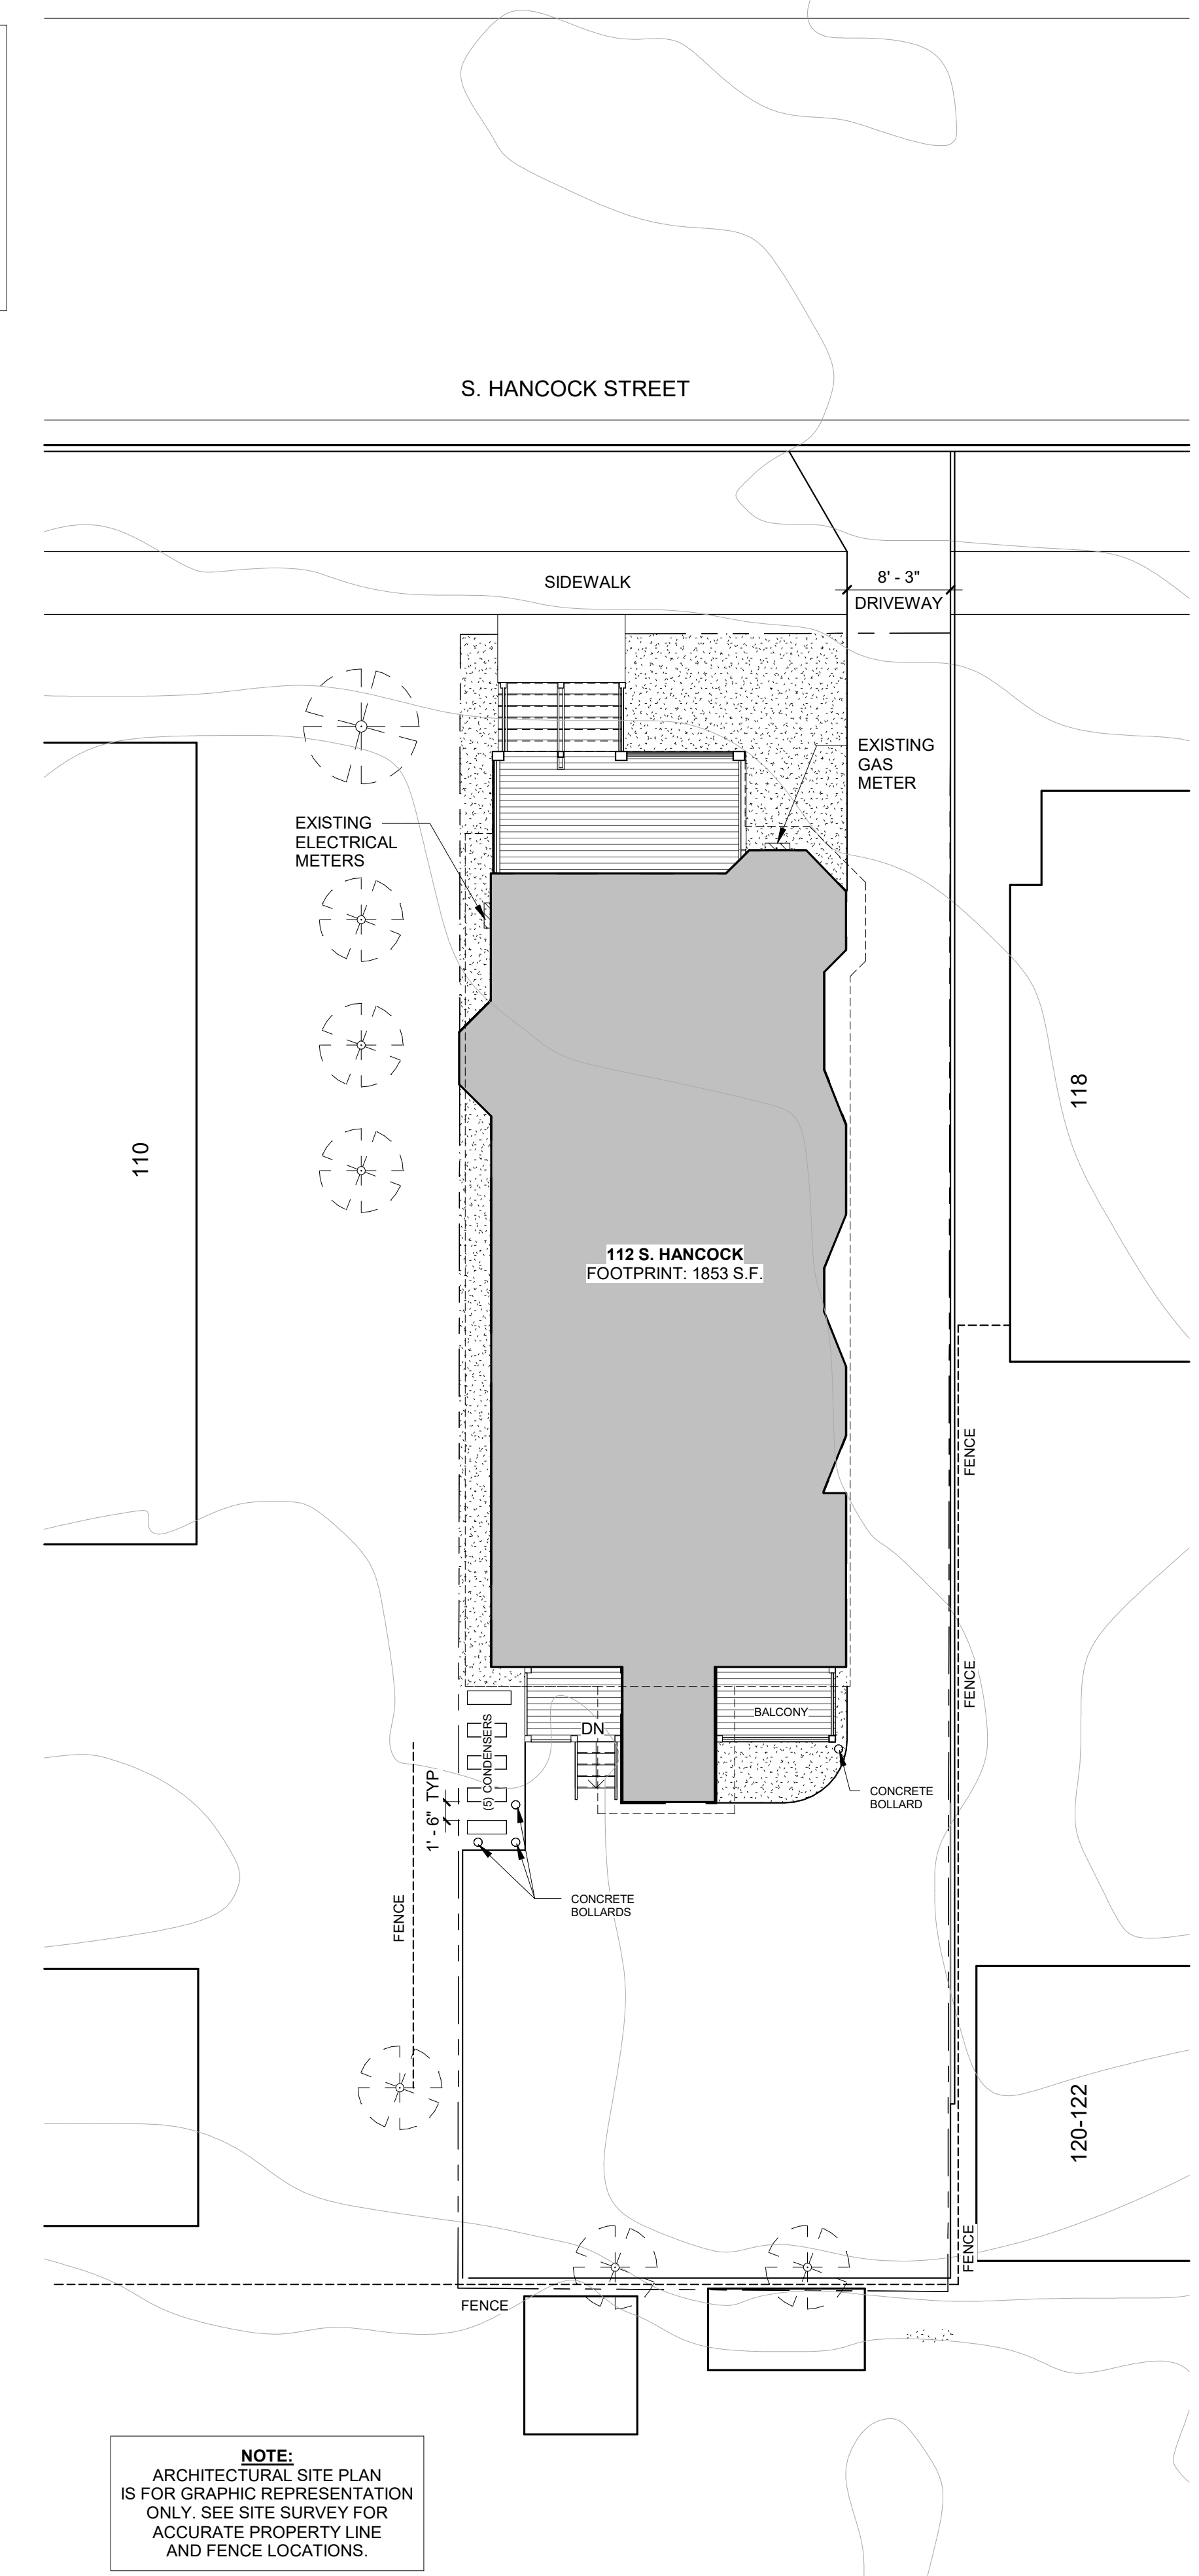 S. HANCOCK STREET
SIDEWALK
8' - 3"
DRIVEWAY
EXISTING
GAS
METER
EXISTING
ELECTRICAL
METERS
110
118
112 S. HANCOCK
FOOTPRINT: 1853 S.F.
FENCE
FENCE
BALCONY
DN
(5) CONDENSERS
1' - 6" TYP
CONCRETE
BOLLARD
CONCRETE
BOLLARDS
FENCE
120-122
FENCE
FENCE
NOTE:
ARCHITECTURAL SITE PLAN
IS FOR GRAPHIC REPRESENTATION
ONLY. SEE SITE SURVEY FOR
ACCURATE PROPERTY LINE
AND FENCE LOCATIONS.